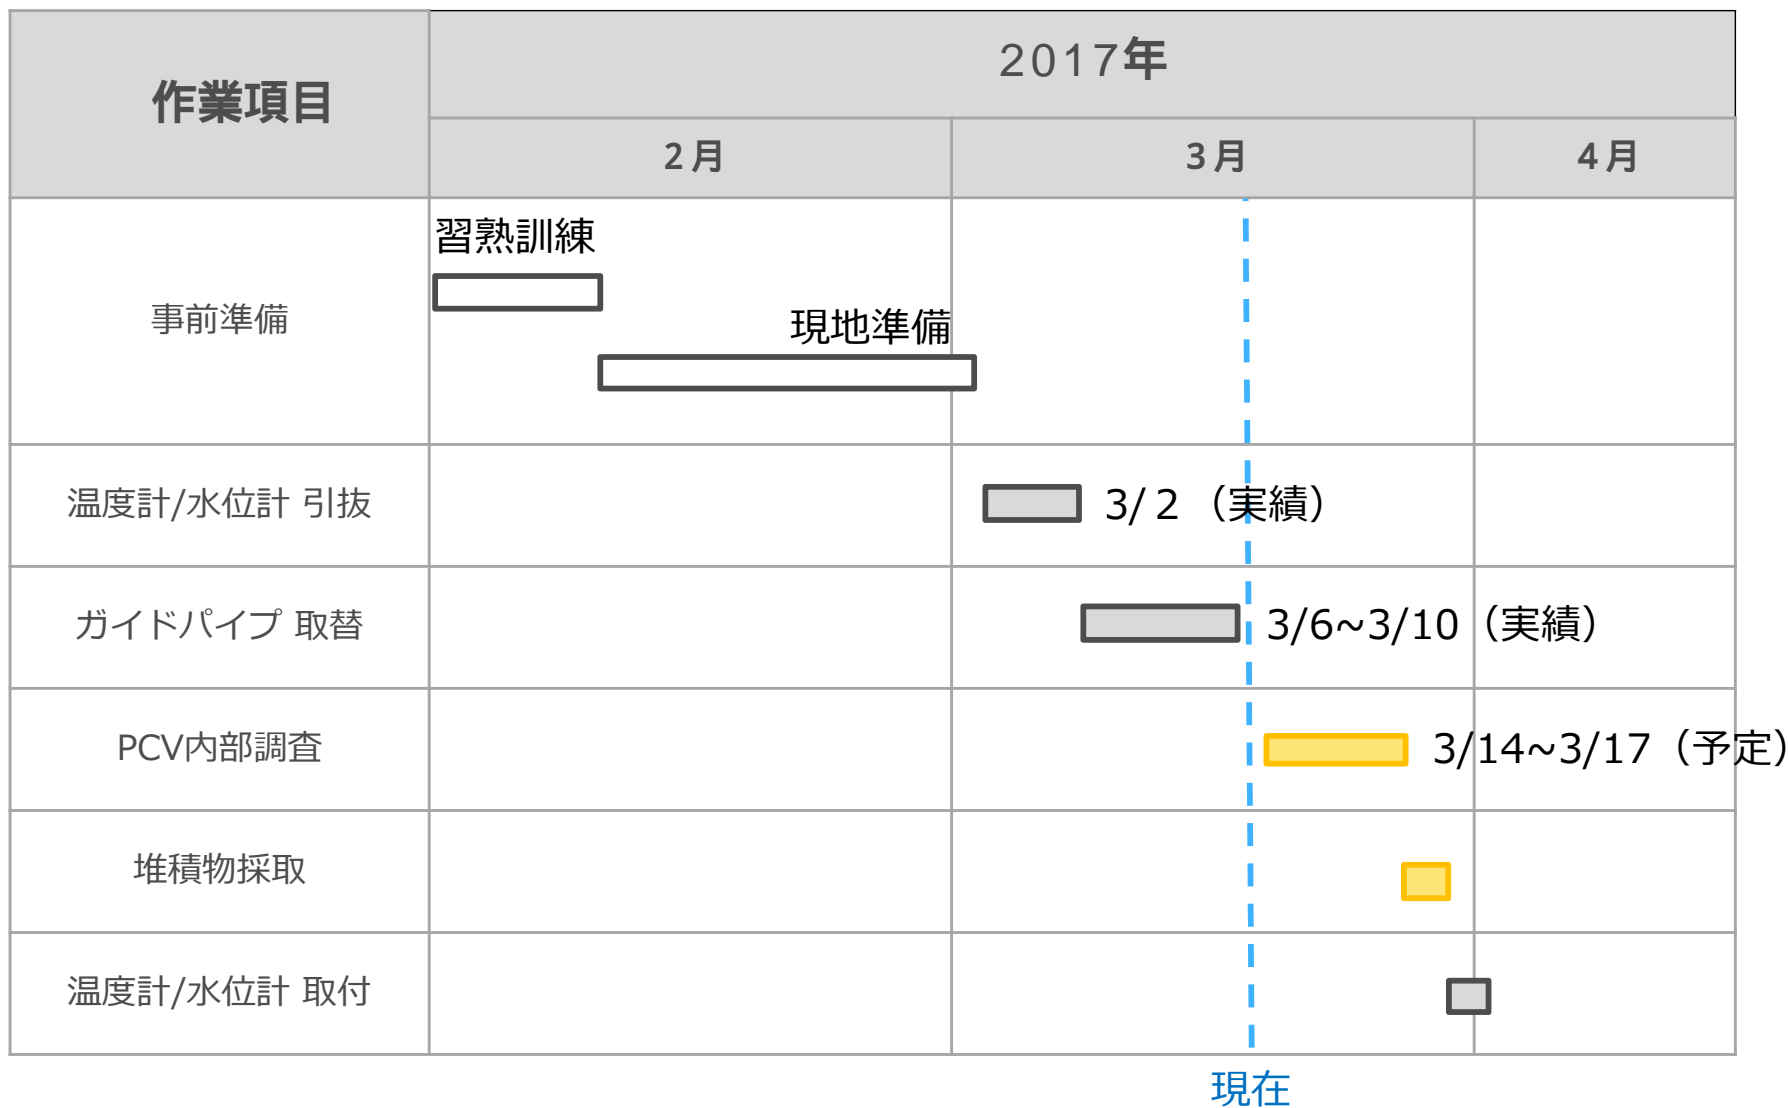 作業項目
2017年
2月
3月
4月
事前準備
習熟訓練
現地準備
温度計/水位計 引抜
3/２（実績）
ガイドパイプ 取替
3/6~3/10（実績）
PCV内部調査
3/14~3/17（予定）
堆積物採取
温度計/水位計 取付
現在